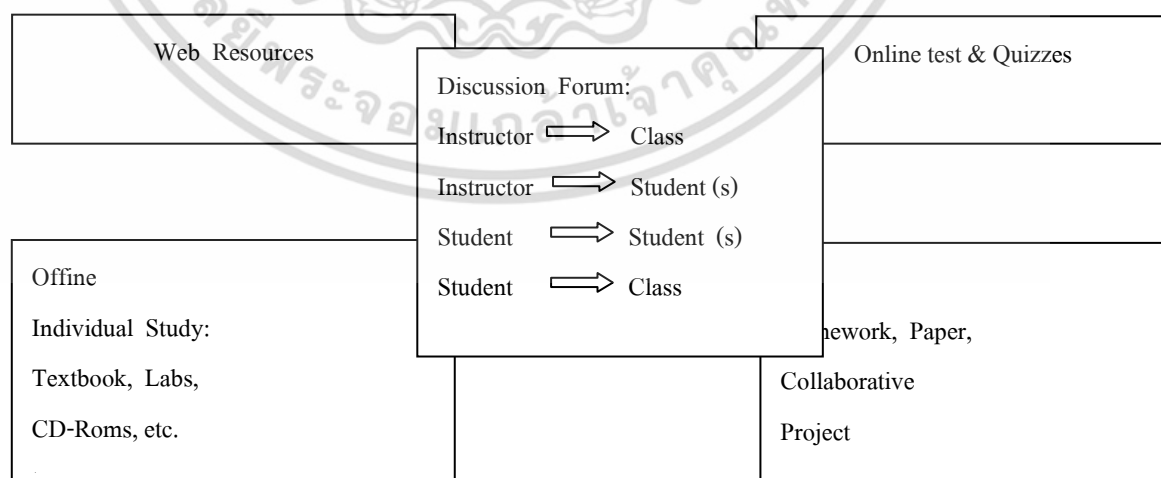 Web Resources
Online test & Quizzes
Discussion Forum:
Instructor Class
Instructor Student (s)
Student Student (s)
Student Class
Offine
Individual Study:
Textbook, Labs,
CD-Roms, etc.
Paper,
Collaborative
Project